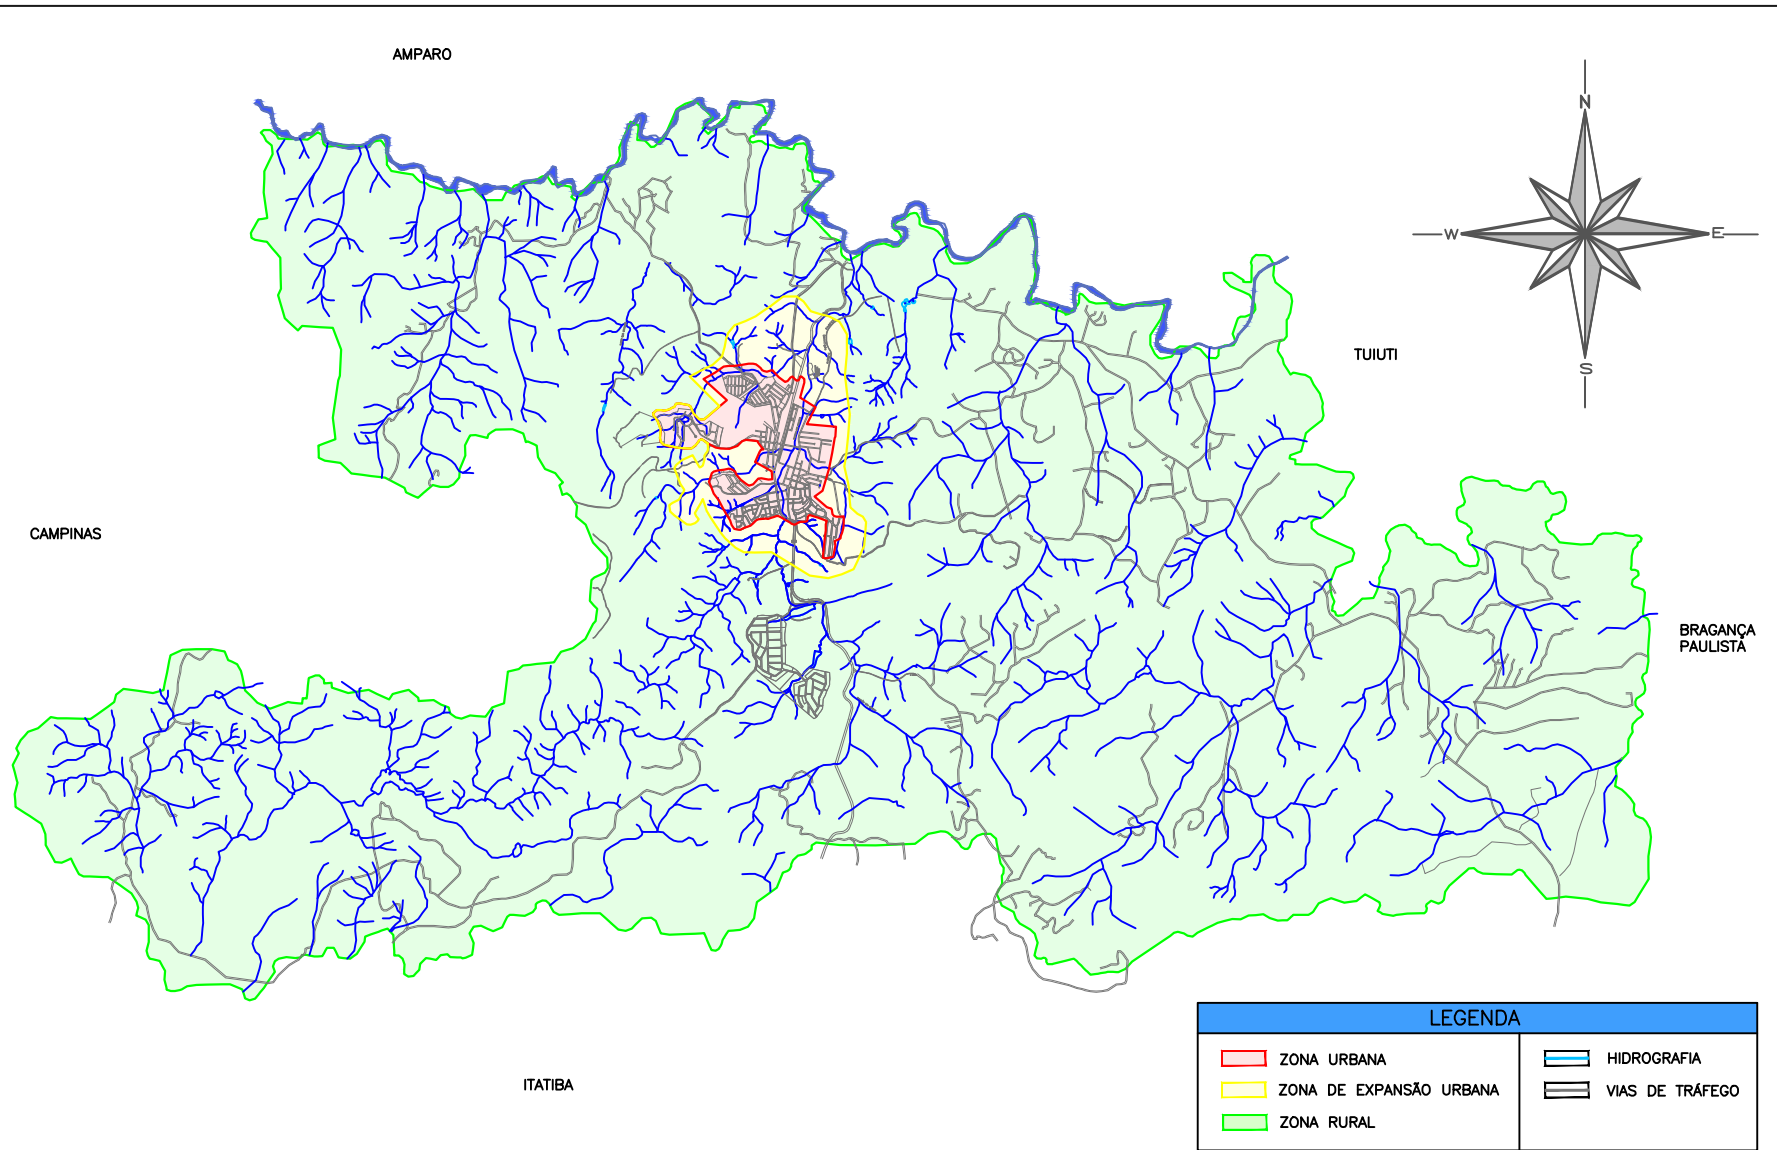 AMPARO
N
W
E
S
TUIUTI
CAMPINAS
BRAGANÇA
PAULISTA
ITATIBA
LEGENDA
ZONA URBANA
ZONA DE EXPANSÃO URBANA
ZONA RURAL
HIDROGRAFIA
VIAS DE TRÁFEGO